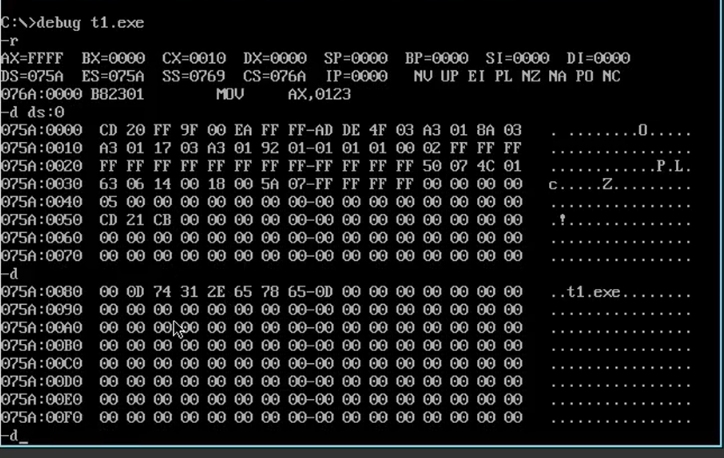 C:\>debug t1.exe
-r
AX=FFFF BX=0000 CX=0010 DX=0000 SP=0000 BP=0000 SI=0000 DI=0000
DS=075A ES=075A SS=0769 CS=076A IP=0000 NV UP EI PL NZ NA PO NC
076A:0000 B82301 MOV AX,0123
-d ds:0
075A:0000 CD 20 FF 9F 00 EA FF FF-AD DE 4F 03 A3 01 8A 03 . ........O.....
075A:0010 A3 01 17 03 A3 01 92 01-01 01 01 00 02 FF FF FF ................
075A:0020 FF FF FF FF FF FF FF FF-FF FF FF FF 50 07 4C 01 ............P.L.
075A:0030 63 06 14 00 18 00 5A 07-FF FF FF FF 00 00 00 00 c.....Z.........
075A:0040 05 00 00 00 00 00 00 00-00 00 00 00 00 00 00 00 ................
075A:0050 CD 21 CB 00 00 00 00 00-00 00 00 00 00 00 00 00 .!..............
075A:0060 00 00 00 00 00 00 00 00-00 00 00 00 00 00 00 00 ................
075A:0070 00 00 00 00 00 00 00 00-00 00 00 00 00 00 00 00 ................
-d
075A:0080 00 0D 74 31 2E 65 78 65-0D 00 00 00 00 00 00 00 ..t1.exe........
075A:0090 00 00 00 00 00 00 00 00-00 00 00 00 00 00 00 00 ................
075A:00A0 00 00 00 00 00 00 00 00-00 00 00 00 00 00 00 00 ................
075A:00B0 00 00 00 00 00 00 00 00-00 00 00 00 00 00 00 00 ................
075A:00C0 00 00 00 00 00 00 00 00-00 00 00 00 00 00 00 00 ................
075A:00D0 00 00 00 00 00 00 00 00-00 00 00 00 00 00 00 00 ................
075A:00E0 00 00 00 00 00 00 00 00-00 00 00 00 00 00 00 00 ................
075A:00F0 00 00 00 00 00 00 00 00-00 00 00 00 00 00 00 00 ................
-d_